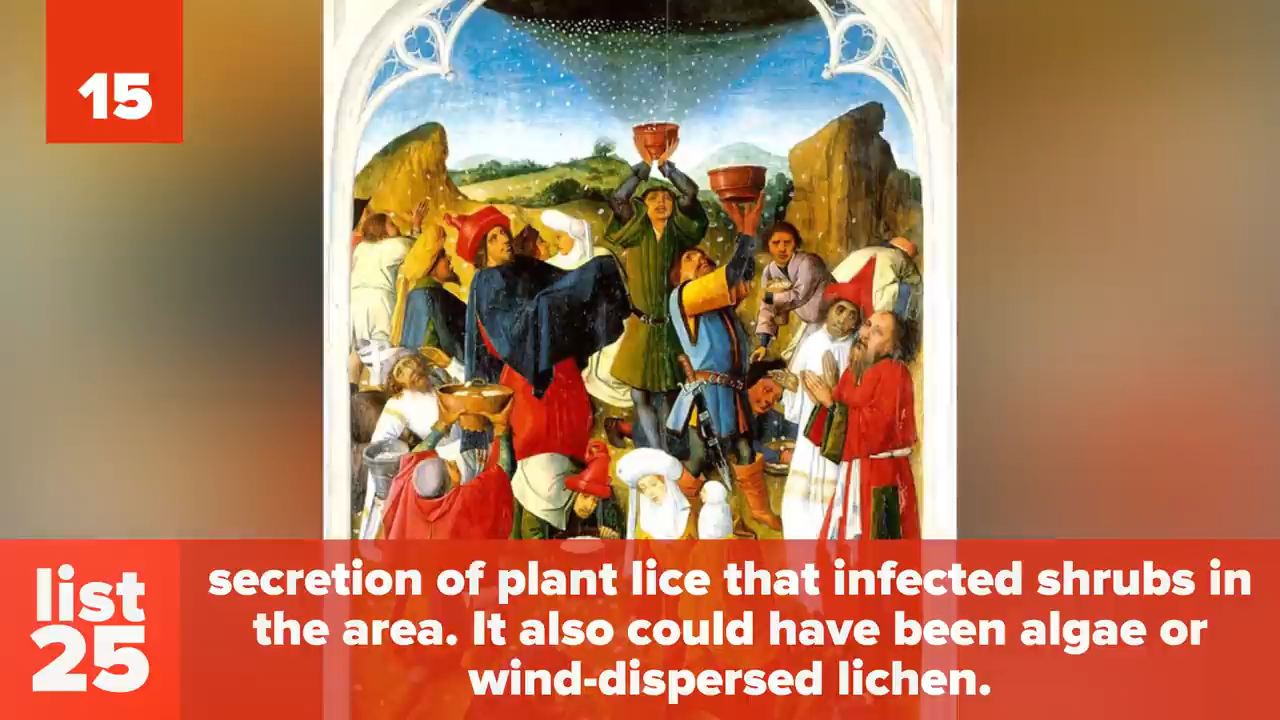 15
list
25
secretion of plant lice that infected shrubs in
the area. It also could have been algae or
wind-dispersed lichen.